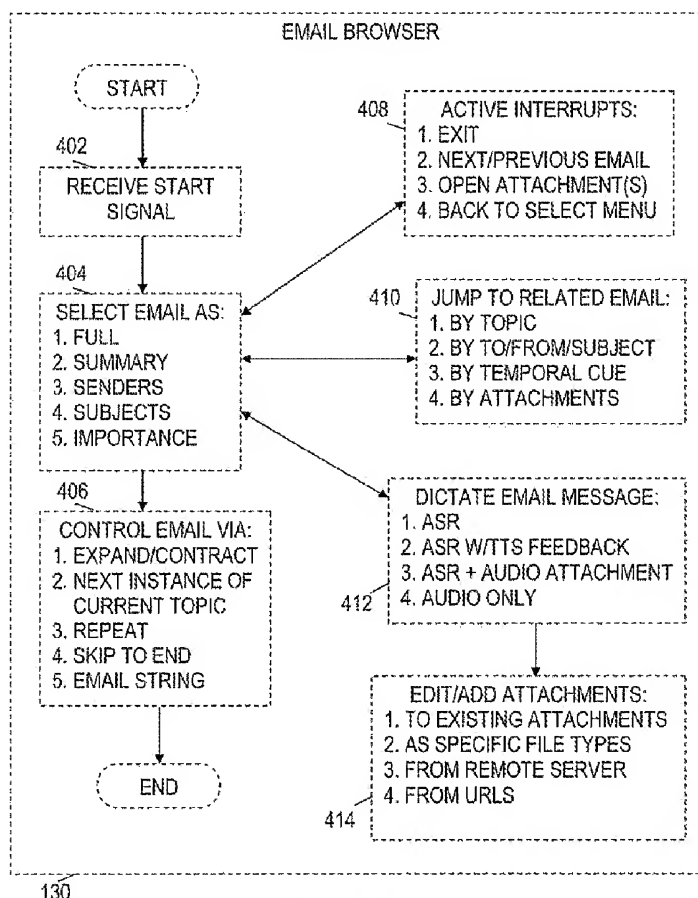 EMAIL BROWSER
START
402
RECEIVE START
SIGNAL
404
SELECT EMAIL AS:
1. FULL
2. SUMMARY
3. SENDERS
4. SUBJECTS
5. IMPORTANCE
406
CONTROL EMAIL VIA:
1. EXPAND/CONTRACT
2. NEXT INSTANCE OF
CURRENT TOPIC
3. REPEAT
4. SKIP TO END
5. EMAIL STRING
END
408
ACTIVE INTERRUPTS:
1. EXIT
2. NEXT/PREVIOUS EMAIL
3. OPEN ATTACHMENT(S)
4. BACK TO SELECT MENU
410
JUMP TO RELATED EMAIL:
1. BY TOPIC
2. BY TO/FROM/SUBJECT
3. BY TEMPORAL CUE
4. BY ATTACHMENTS
DICTATE EMAIL MESSAGE:
1. ASR
2. ASR W/TTS FEEDBACK
3. ASR + AUDIO ATTACHMENT
4. AUDIO ONLY
412
EDIT/ADD ATTACHMENTS:
1. TO EXISTING ATTACHMENTS
2. AS SPECIFIC FILE TYPES
3. FROM REMOTE SERVER
4. FROM URLS
414
130